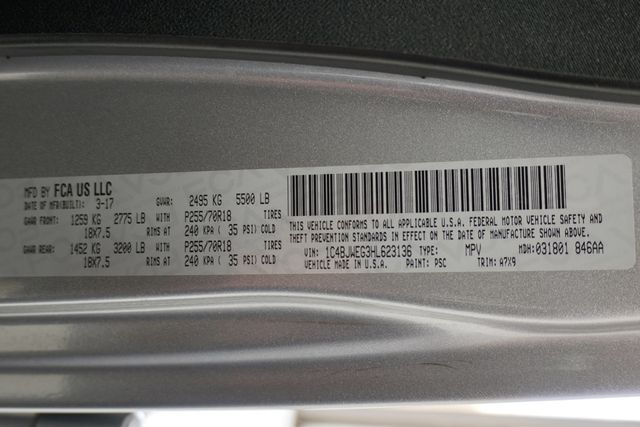 MFD BY FCA US LLC
DATE OF MFR(BUILT): 3-17 GVWR: 2495 KG 5500 LB
GAWR FRONT: 1259 KG 2775 LB WITH P255/70R18 TIRES
18X7.5 RIMS AT 240 KPA ( 35 PSI) COLD
GAWR REAR: 1452 KG 3200 LB WITH P255/70R18 TIRES
18X7.5 RIMS AT 240 KPA ( 35 PSI) COLD
THIS VEHICLE CONFORMS TO ALL APPLICABLE U.S.A. FEDERAL MOTOR VEHICLE SAFETY AND
THEFT PREVENTION STANDARDS IN EFFECT ON THE DATE OF MANUFACTURE SHOWN ABOVE.
VIN: 1C4BJWEG3HL623136 TYPE: MPV MDH: 031801 846AA
VEHICLE MADE IN U.S.A. PAINT: PSC TRIM: A7X9